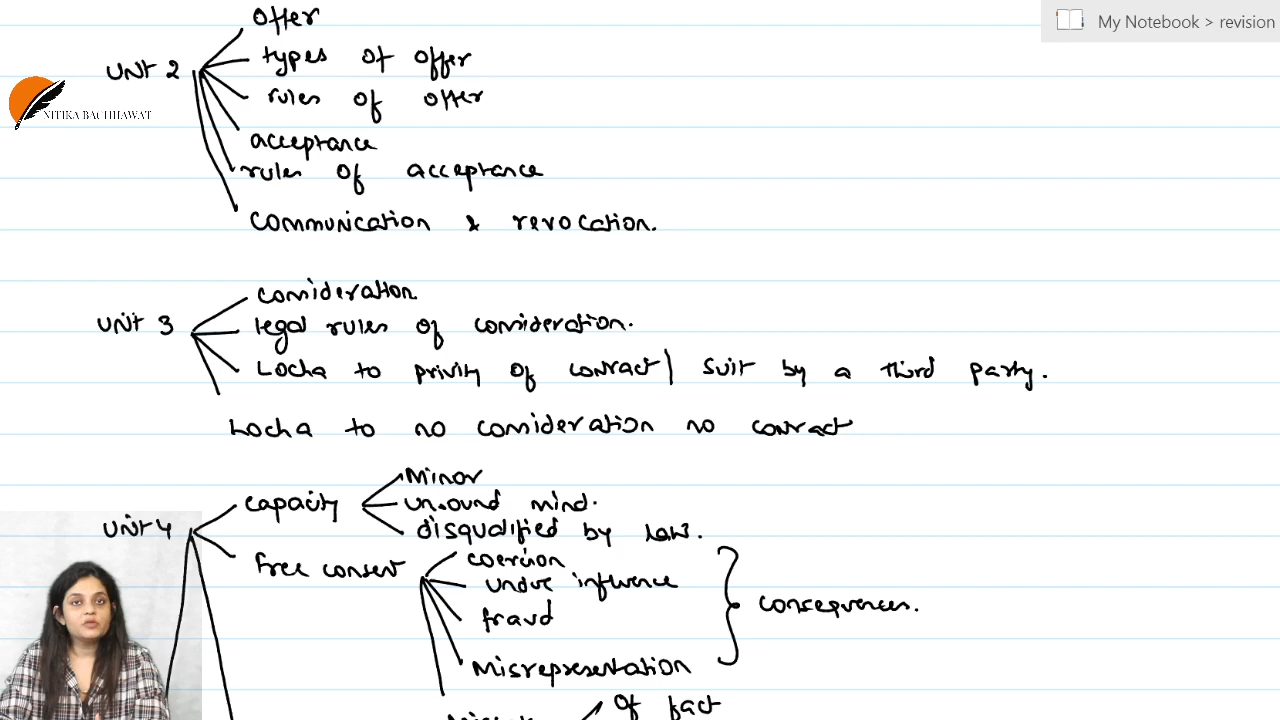 My Notebook > revision
NITIKA BACHHAWAT
Unit 2
offer
types of offer
rules of offer
acceptance
rules of acceptance
communication & revocation.
Unit 3
consideration
legal rules of consideration.
Locha to privity of contract / suit by a third party.
Locha to no consideration no contract
Unit 4
capacity
Minor
unsound mind.
disqualified by law.
free consent
coercion
undue influence
fraud
misrepresentation
consequences.
of fact